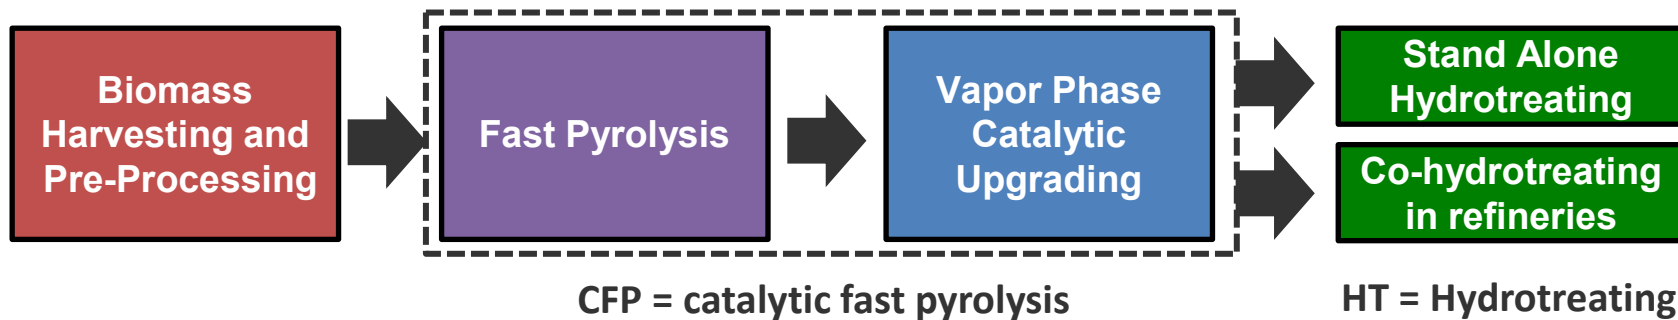 Biomass
Harvesting and
Pre-Processing
Fast Pyrolysis
Vapor Phase
Catalytic
Upgrading
Stand Alone
Hydrotreating
Co-hydrotreating
in refineries
CFP = catalytic fast pyrolysis
HT = Hydrotreating